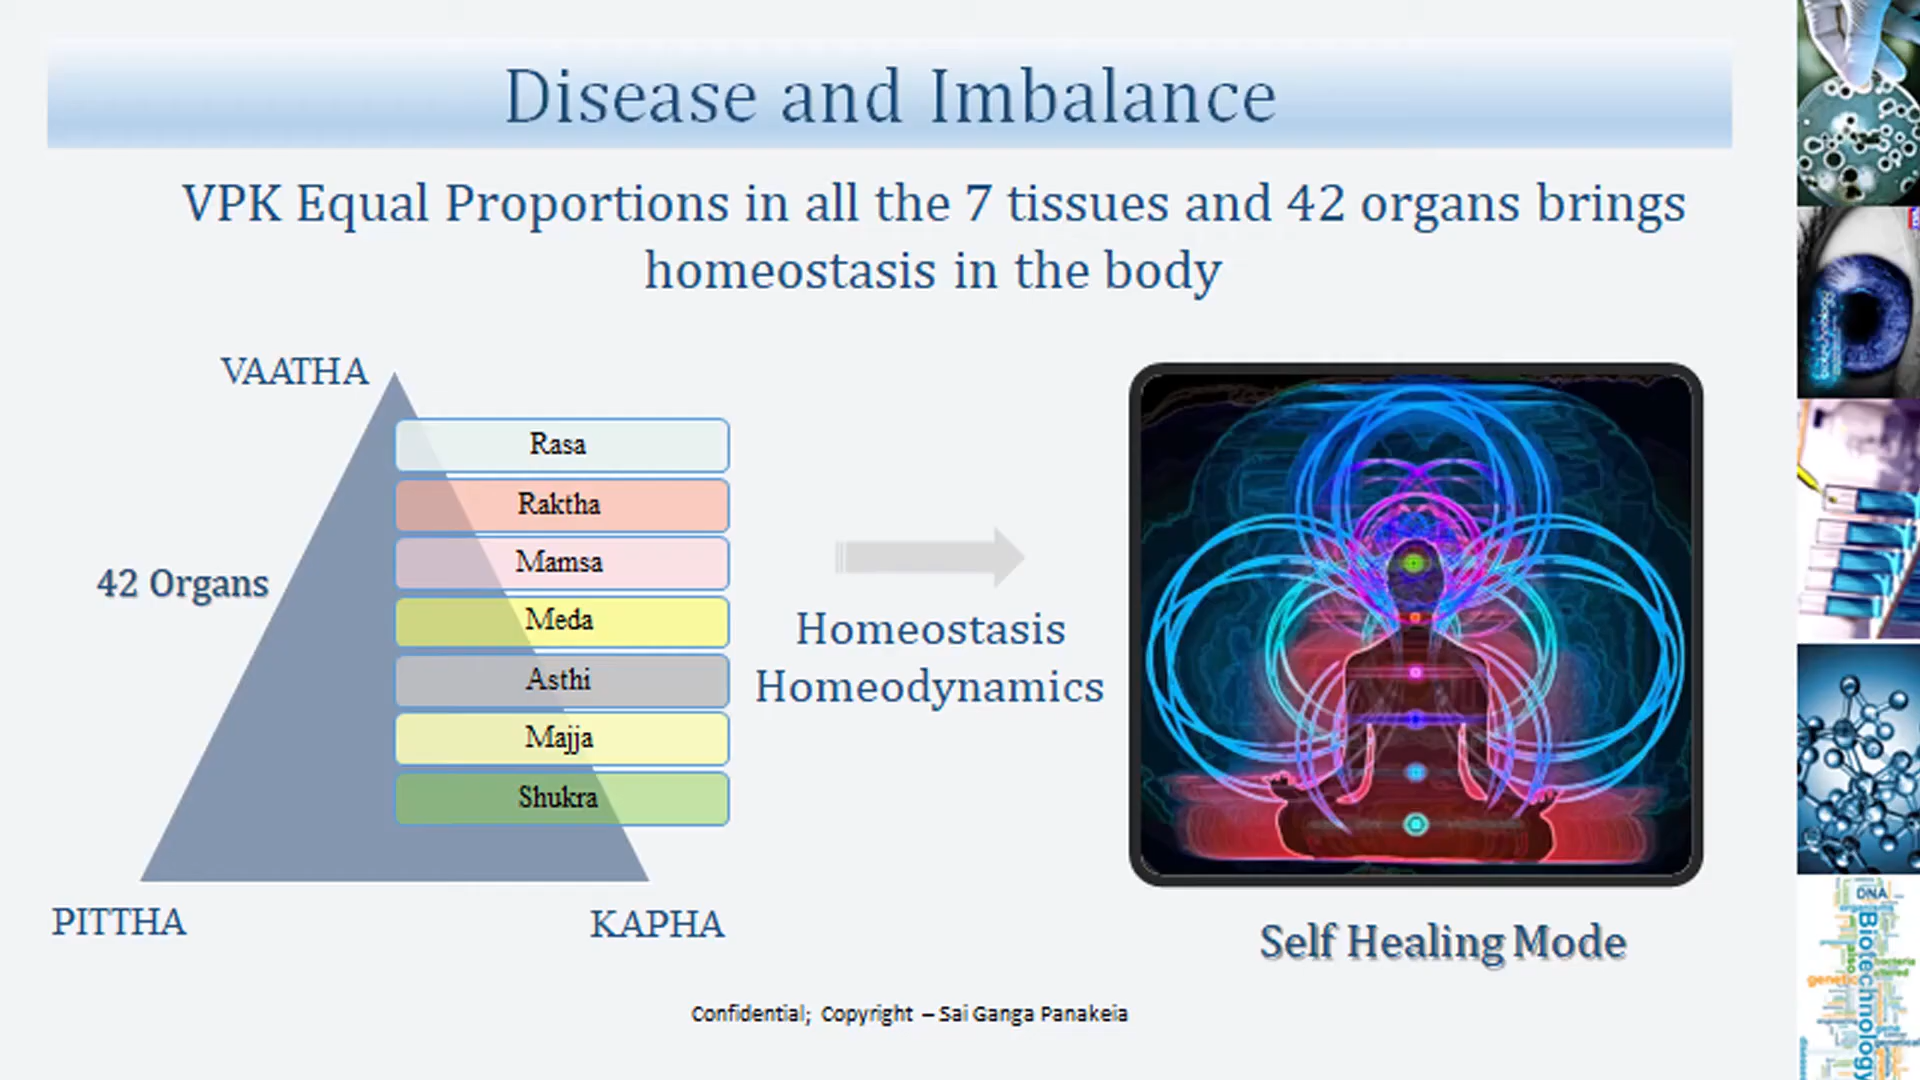 Disease and Imbalance
VPK Equal Proportions in all the 7 tissues and 42 organs brings
homeostasis in the body
VAATHA
Rasa
Raktha
Mamsa
Meda
Asthi
Majja
Shukra
42 Organs
PITTHA
KAPHA
Homeostasis
Homeodynamics
Self Healing Mode
Confidential; Copyright – Sai Ganga Panakeia
DNA
Biotechnology